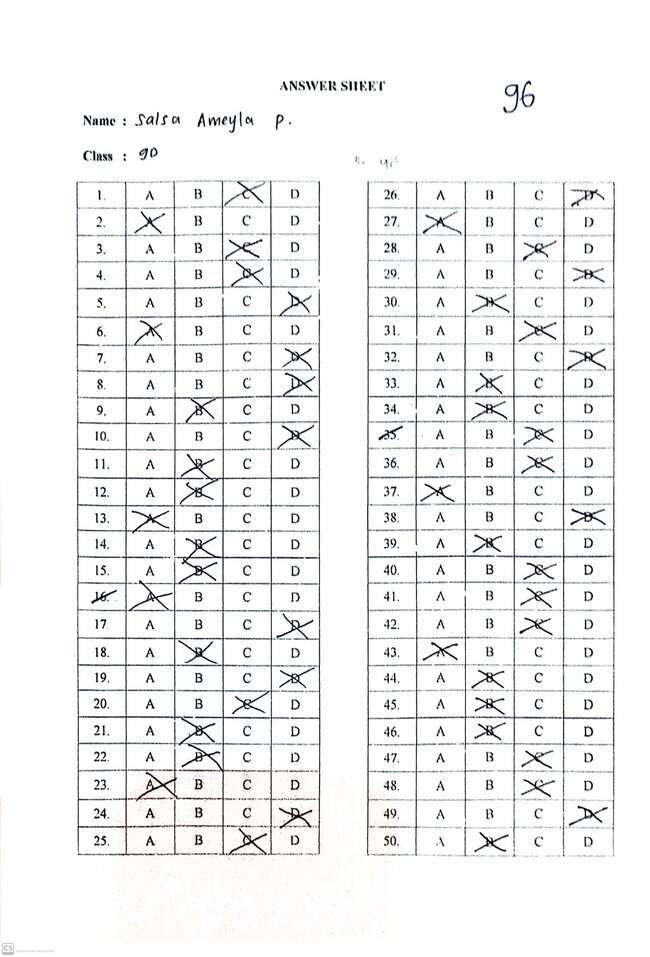 ANSWER SHEET
96
Name : Salsa Ameyla P.
Class : 9D
1. A B C D
2. A B C D
3. A B C D
4. A B C D
5. A B C D
6. A B C D
7. A B C D
8. A B C D
9. A B C D
10. A B C D
11. A B C D
12. A B C D
13. A B C D
14. A B C D
15. A B C D
16. A B C D
17 A B C D
18. A B C D
19. A B C D
20. A B C D
21. A B C D
22. A B C D
23. A B C D
24. A B C D
25. A B C D
26. A B C D
27. A B C D
28. A B C D
29. A B C D
30. A B C D
31. A B C D
32. A B C D
33. A B C D
34. A B C D
35. A B C D
36. A B C D
37. A B C D
38. A B C D
39. A B C D
40. A B C D
41. A B C D
42. A B C D
43. A B C D
44. A B C D
45. A B C D
46. A B C D
47. A B C D
48. A B C D
49. A B C D
50. A B C D
CS